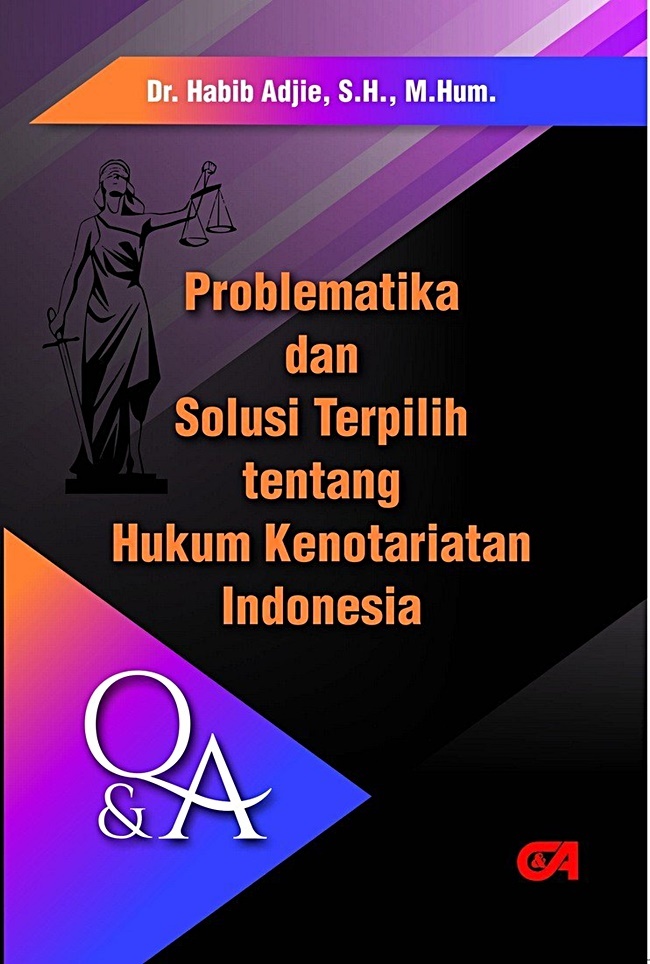 Dr. Habib Adjie, S.H., M.Hum.
Problematika
dan
Solusi Terpilih
tentang
Hukum Kenotariatan
Indonesia
Q&A